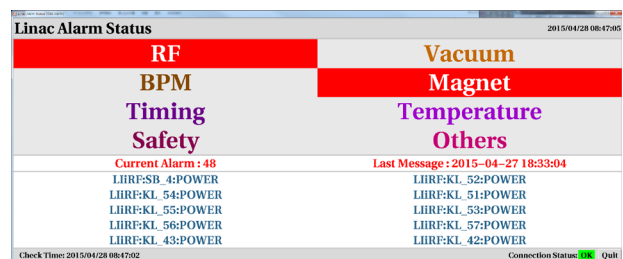 Linac Alarm Status 2015/04/28 08:47:05
RF Vacuum
BPM Magnet
Timing Temperature
Safety Others
Current Alarm : 48 Last Message : 2015-04-27 18:33:04
LIiRF:SB_4:POWER LIiRF:KL_52:POWER
LIiRF:KL_54:POWER LIiRF:KL_51:POWER
LIiRF:KL_55:POWER LIiRF:KL_53:POWER
LIiRF:KL_56:POWER LIiRF:KL_57:POWER
LIiRF:KL_43:POWER LIiRF:KL_42:POWER
Check Time: 2015/04/28 08:47:02 Connection Status: OK Quit